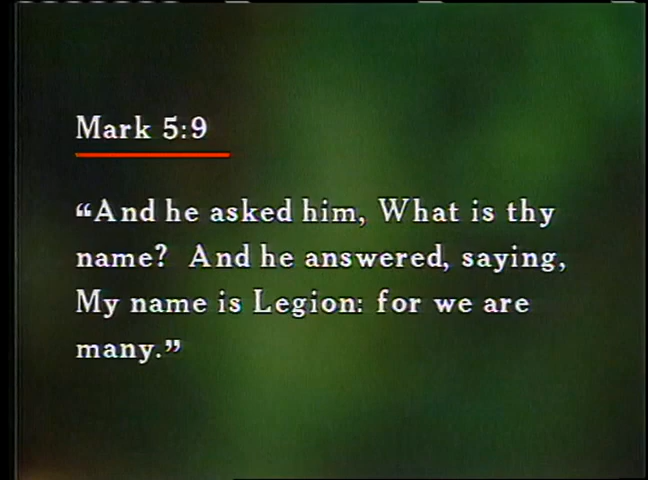 Mark 5:9
“And he asked him, What is thy
name?  And he answered, saying,
My name is Legion: for we are
many.”